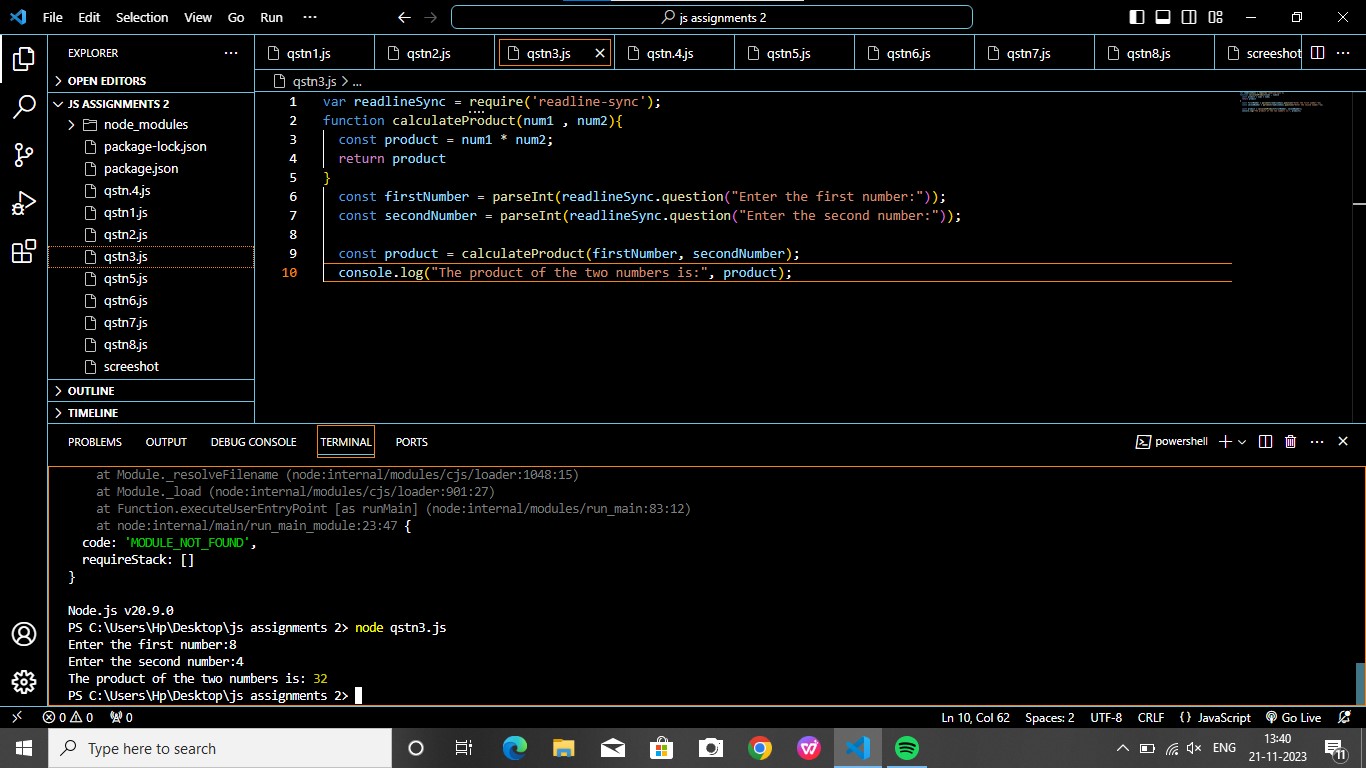 File Edit Selection View Go Run ···
js assignments 2
EXPLORER ···
OPEN EDITORS
JS ASSIGNMENTS 2
node_modules
package-lock.json
package.json
qstn.4.js
qstn1.js
qstn2.js
qstn3.js
qstn5.js
qstn6.js
qstn7.js
qstn8.js
screeshot
OUTLINE
TIMELINE
qstn1.js qstn2.js qstn3.js qstn.4.js qstn5.js qstn6.js qstn7.js qstn8.js screeshot ···
qstn3.js > ...
1 var readlineSync = require('readline-sync');
2 function calculateProduct(num1 , num2){
3 const product = num1 * num2;
4 return product
5 }
6 const firstNumber = parseInt(readlineSync.question("Enter the first number:"));
7 const secondNumber = parseInt(readlineSync.question("Enter the second number:"));
8
9 const product = calculateProduct(firstNumber, secondNumber);
10 console.log("The product of the two numbers is:", product);
PROBLEMS OUTPUT DEBUG CONSOLE TERMINAL PORTS
powershell ···
at Module._resolveFilename (node:internal/modules/cjs/loader:1048:15)
at Module._load (node:internal/modules/cjs/loader:901:27)
at Function.executeUserEntryPoint [as runMain] (node:internal/modules/run_main:83:12)
at node:internal/main/run_main_module:23:47 {
code: 'MODULE_NOT_FOUND',
requireStack: []
}
Node.js v20.9.0
PS C:\Users\Hp\Desktop\js assignments 2> node qstn3.js
Enter the first number:8
Enter the second number:4
The product of the two numbers is: 32
PS C:\Users\Hp\Desktop\js assignments 2>
0 0 0
Ln 10, Col 62 Spaces: 2 UTF-8 CRLF {} JavaScript Go Live
Type here to search
ENG
13:40
21-11-2023
11